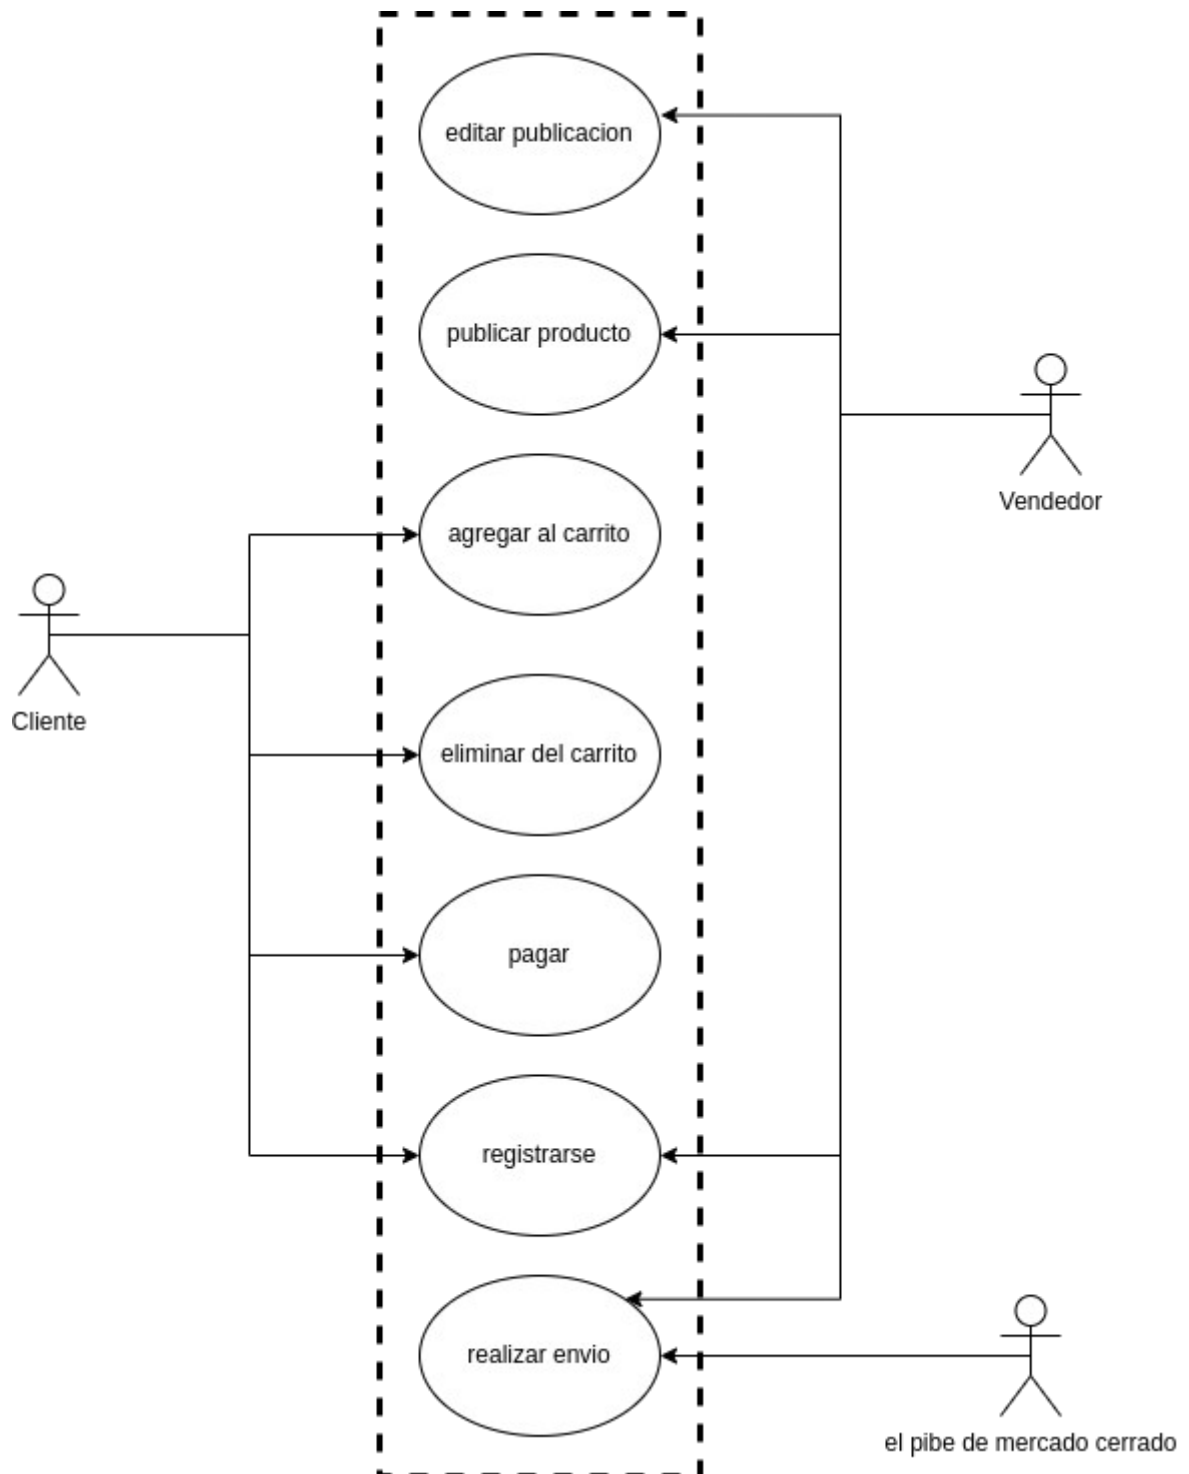 editar publicacion
publicar producto
Vendedor
agregar al carrito
Cliente
eliminar del carrito
pagar
registrarse
realizar envio
el pibe de mercado cerrado